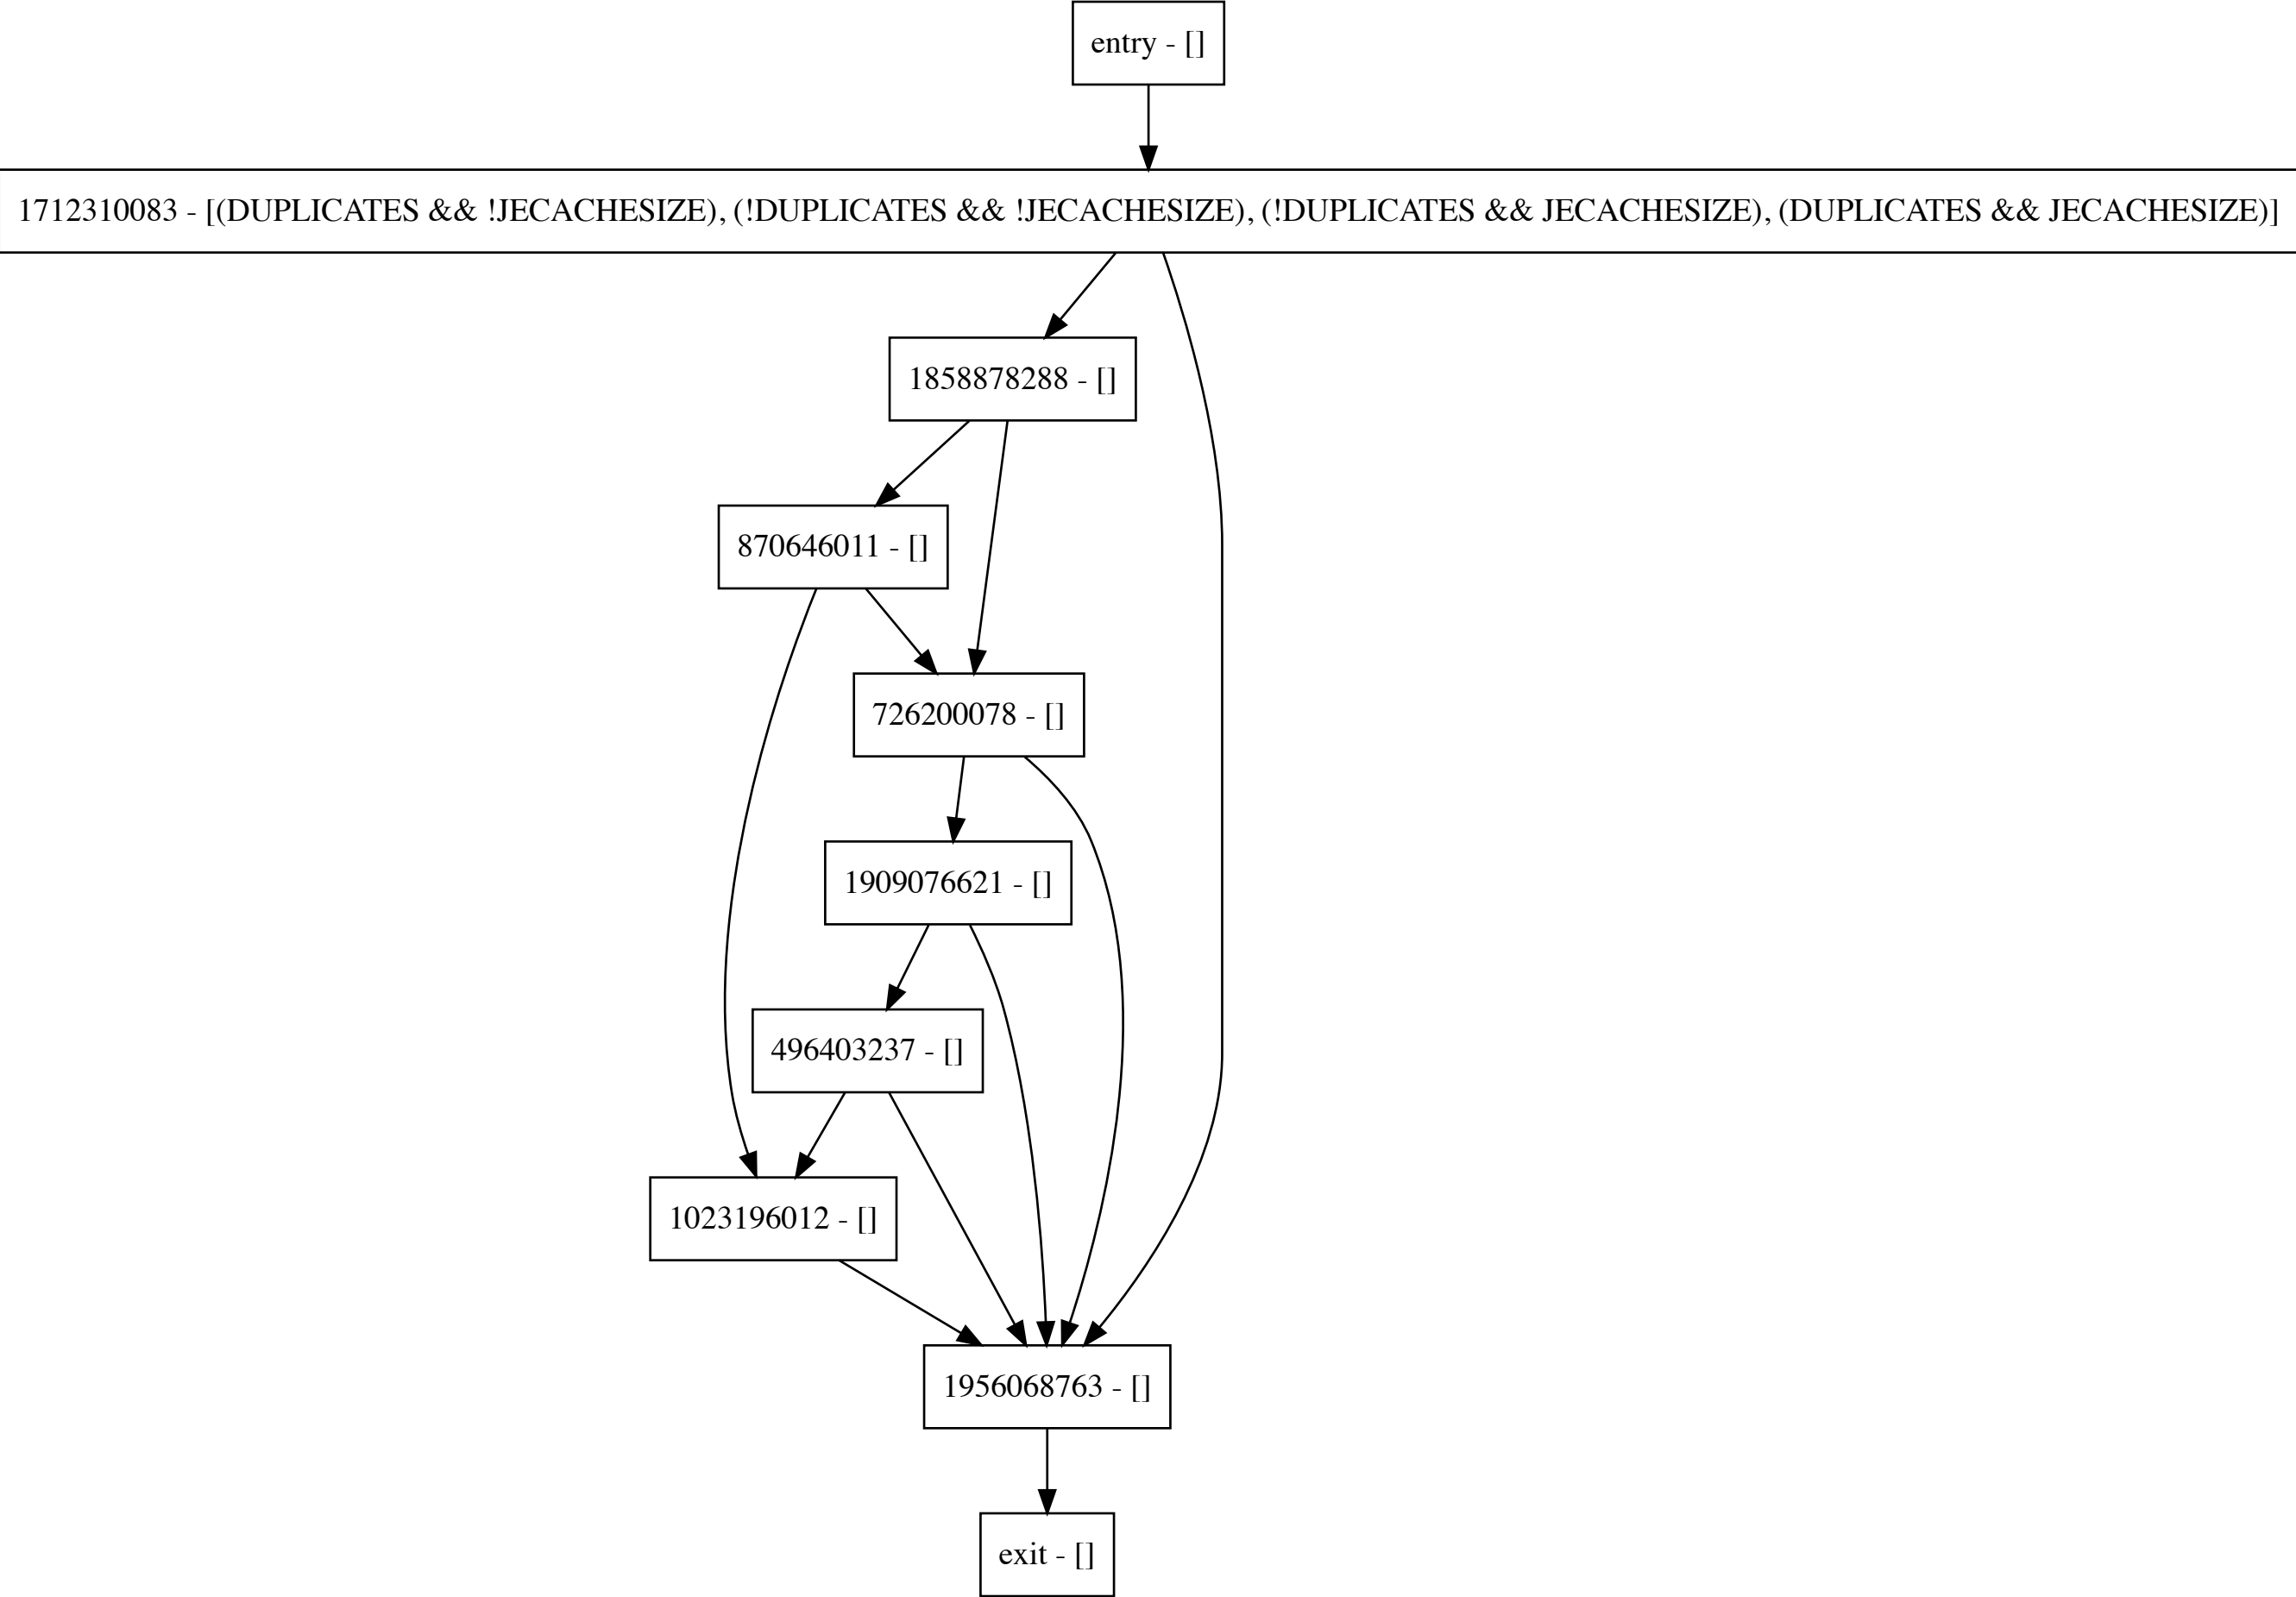 entry - []
1712310083 - [(DUPLICATES && !JECACHESIZE), (!DUPLICATES && !JECACHESIZE), (!DUPLICATES && JECACHESIZE), (DUPLICATES && JECACHESIZE)]
1858878288 - []
870646011 - []
726200078 - []
1909076621 - []
496403237 - []
1023196012 - []
1956068763 - []
exit - []